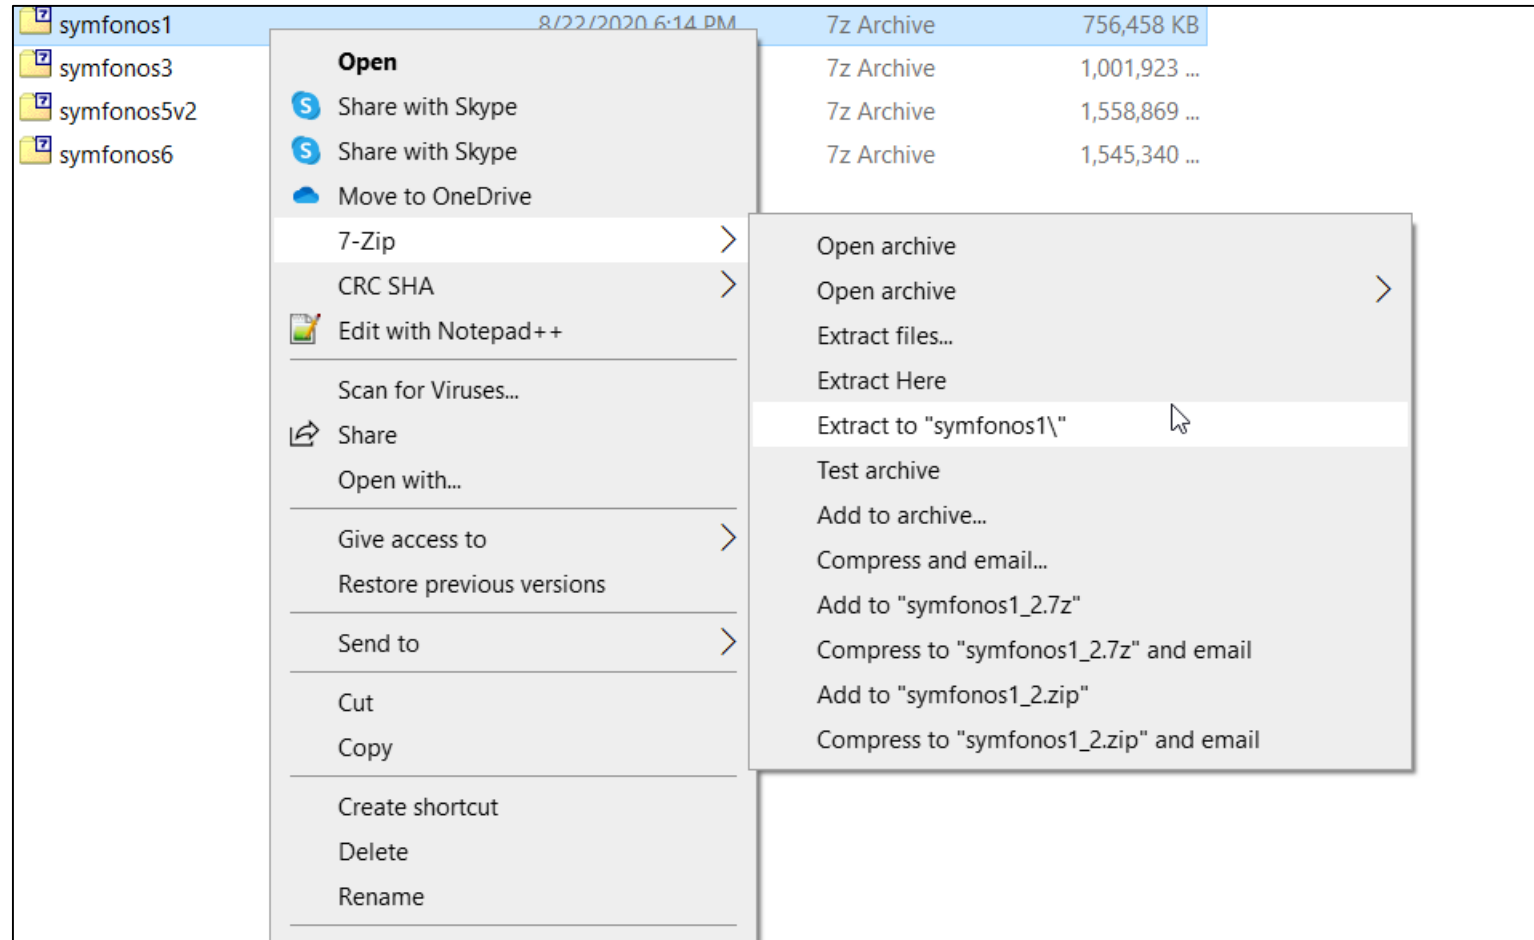 symfonos1 8/22/2020 6:14 PM 7z Archive 756,458 KB
symfonos3 7z Archive 1,001,923 ...
symfonos5v2 7z Archive 1,558,869 ...
symfonos6 7z Archive 1,545,340 ...
Open
Share with Skype
Share with Skype
Move to OneDrive
7-Zip
CRC SHA
Edit with Notepad++
Scan for Viruses...
Share
Open with...
Give access to
Restore previous versions
Send to
Cut
Copy
Create shortcut
Delete
Rename
Open archive
Open archive
Extract files...
Extract Here
Extract to "symfonos1\"
Test archive
Add to archive...
Compress and email...
Add to "symfonos1_2.7z"
Compress to "symfonos1_2.7z" and email
Add to "symfonos1_2.zip"
Compress to "symfonos1_2.zip" and email